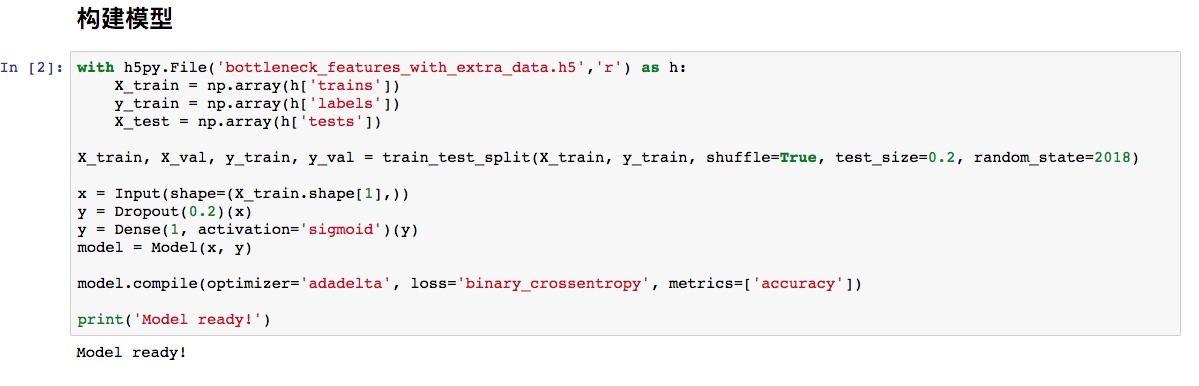 构建模型
In [2]: with h5py.File('bottleneck_features_with_extra_data.h5','r') as h:
    X_train = np.array(h['trains'])
    y_train = np.array(h['labels'])
    X_test = np.array(h['tests'])

X_train, X_val, y_train, y_val = train_test_split(X_train, y_train, shuffle=True, test_size=0.2, random_state=2018)

x = Input(shape=(X_train.shape[1],))
y = Dropout(0.2)(x)
y = Dense(1, activation='sigmoid')(y)
model = Model(x, y)

model.compile(optimizer='adadelta', loss='binary_crossentropy', metrics=['accuracy'])

print('Model ready!')
Model ready!